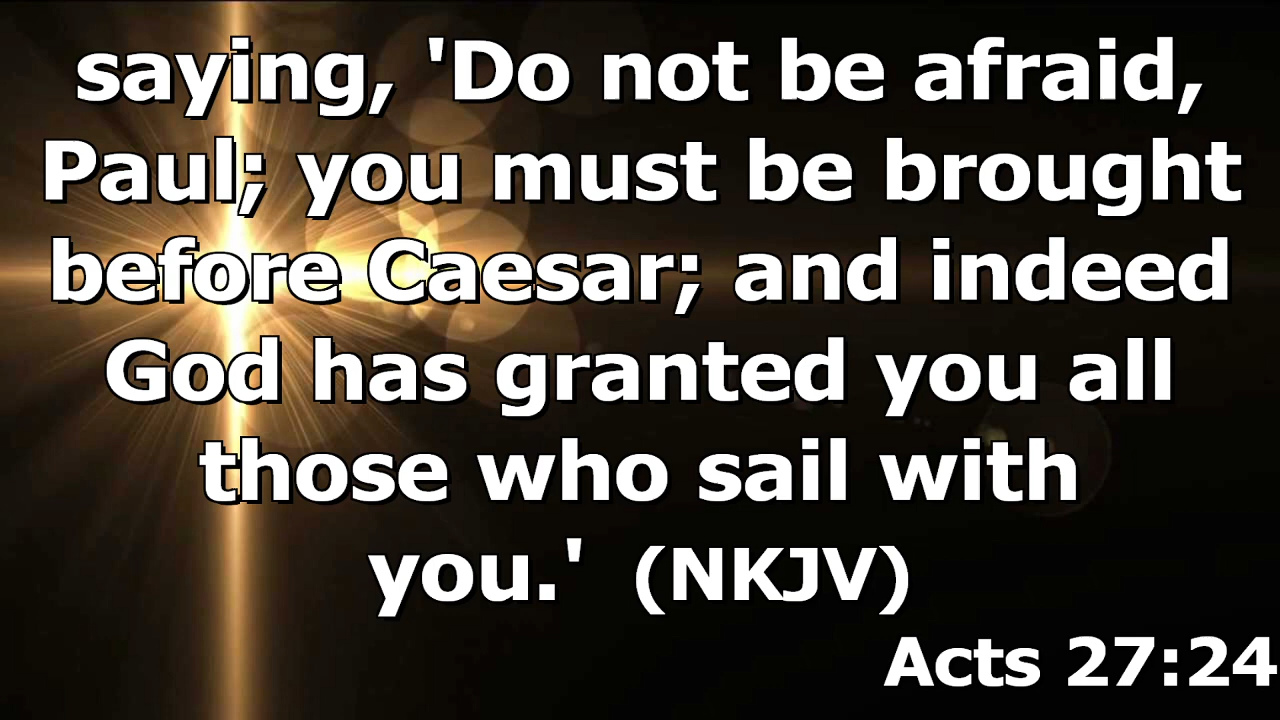 saying, 'Do not be afraid,
Paul; you must be brought
before Caesar; and indeed
God has granted you all
those who sail with
you.' (NKJV)
Acts 27:24